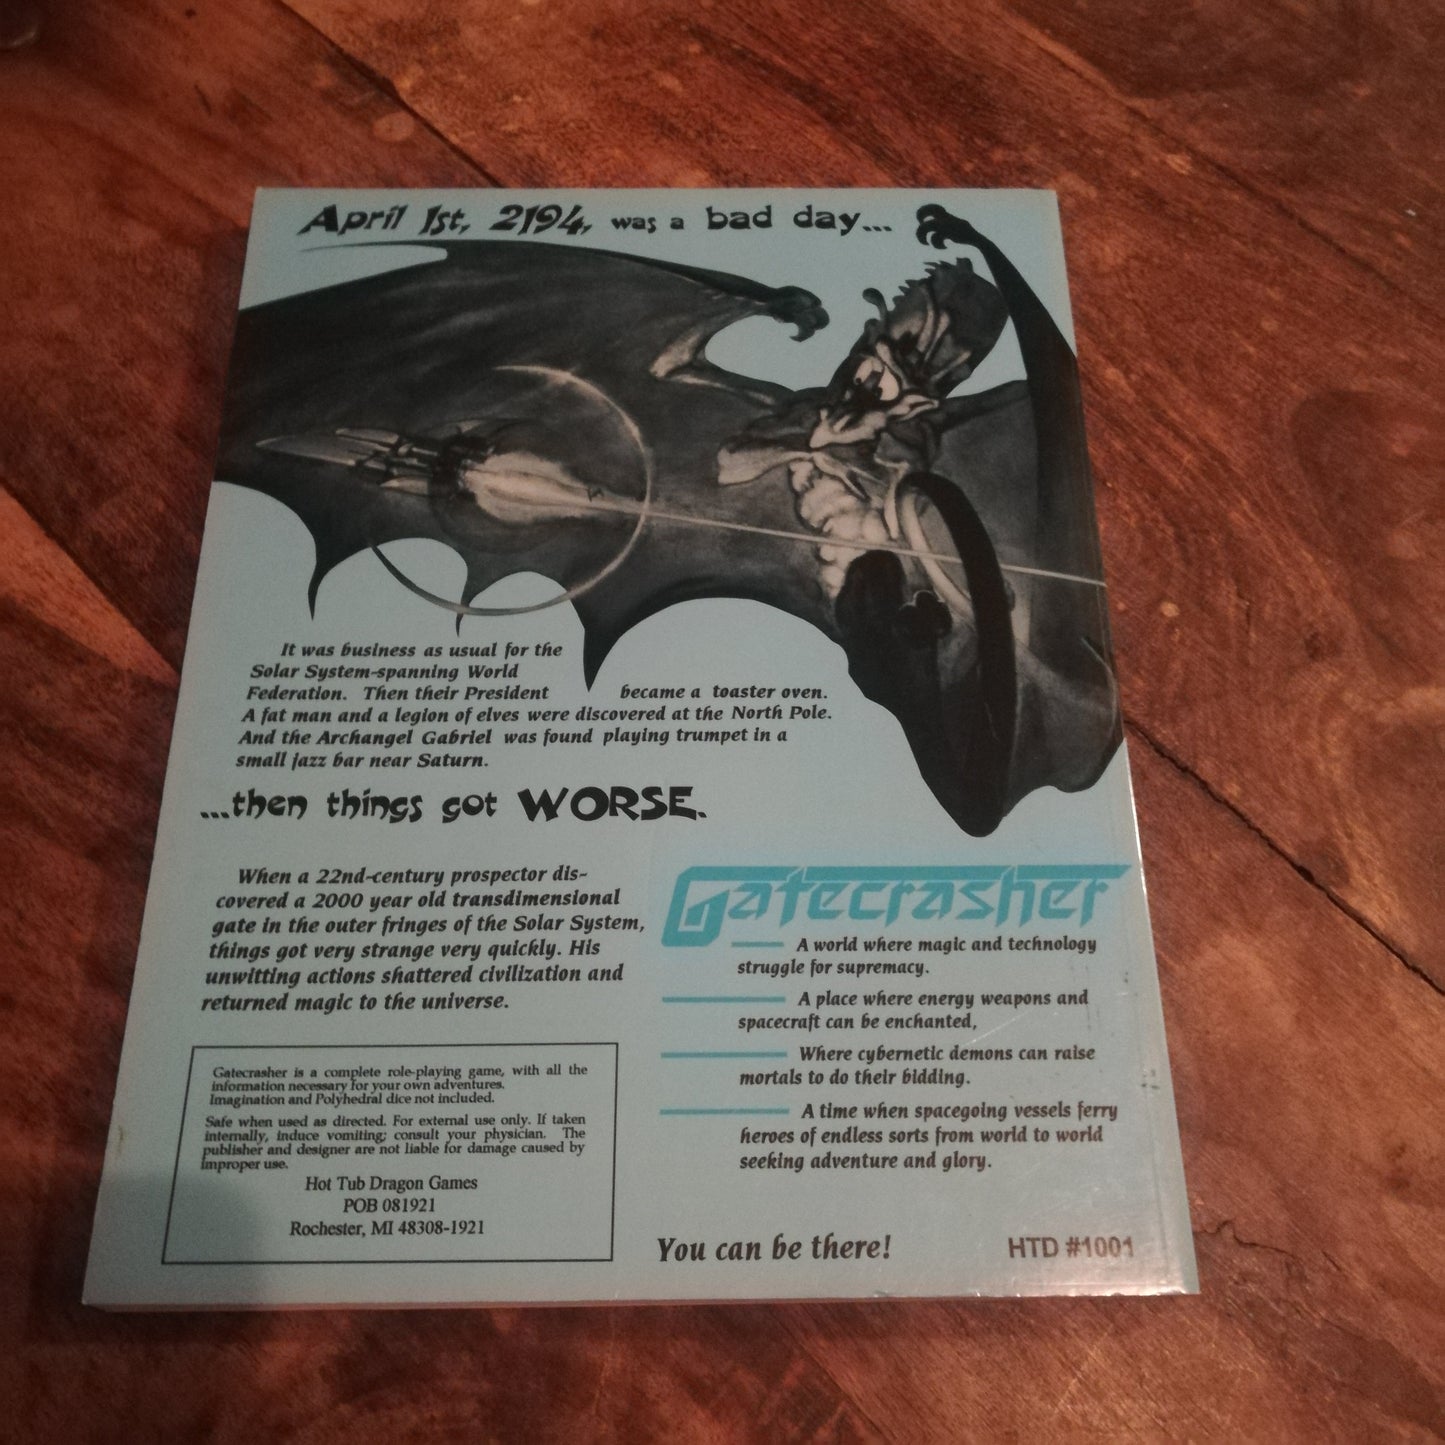 April 1st, 2194, was a bad day...
It was business as usual for the
Solar System-spanning World
Federation. Then their President became a toaster oven.
A fat man and a legion of elves were discovered at the North Pole.
And the Archangel Gabriel was found playing trumpet in a
small jazz bar near Saturn.
...then things got WORSE.
When a 22nd-century prospector dis-
covered a 2000 year old transdimensional
gate in the outer fringes of the Solar System,
things got very strange very quickly. His
unwitting actions shattered civilization and
returned magic to the universe.
Gatecrasher is a complete role-playing game, with all the
information necessary for your own adventures.
Imagination and Polyhedral dice not included.
Safe when used as directed. For external use only. If taken
internally, induce vomiting; consult your physician. The
publisher and designer are not liable for damage caused by
improper use.
Hot Tub Dragon Games
POB 081921
Rochester, MI 48308-1921
Gatecrasher
A world where magic and technology
struggle for supremacy.
A place where energy weapons and
spacecraft can be enchanted,
Where cybernetic demons can raise
mortals to do their bidding.
A time when spacegoing vessels ferry
heroes of endless sorts from world to world
seeking adventure and glory.
You can be there!
HTD #1001